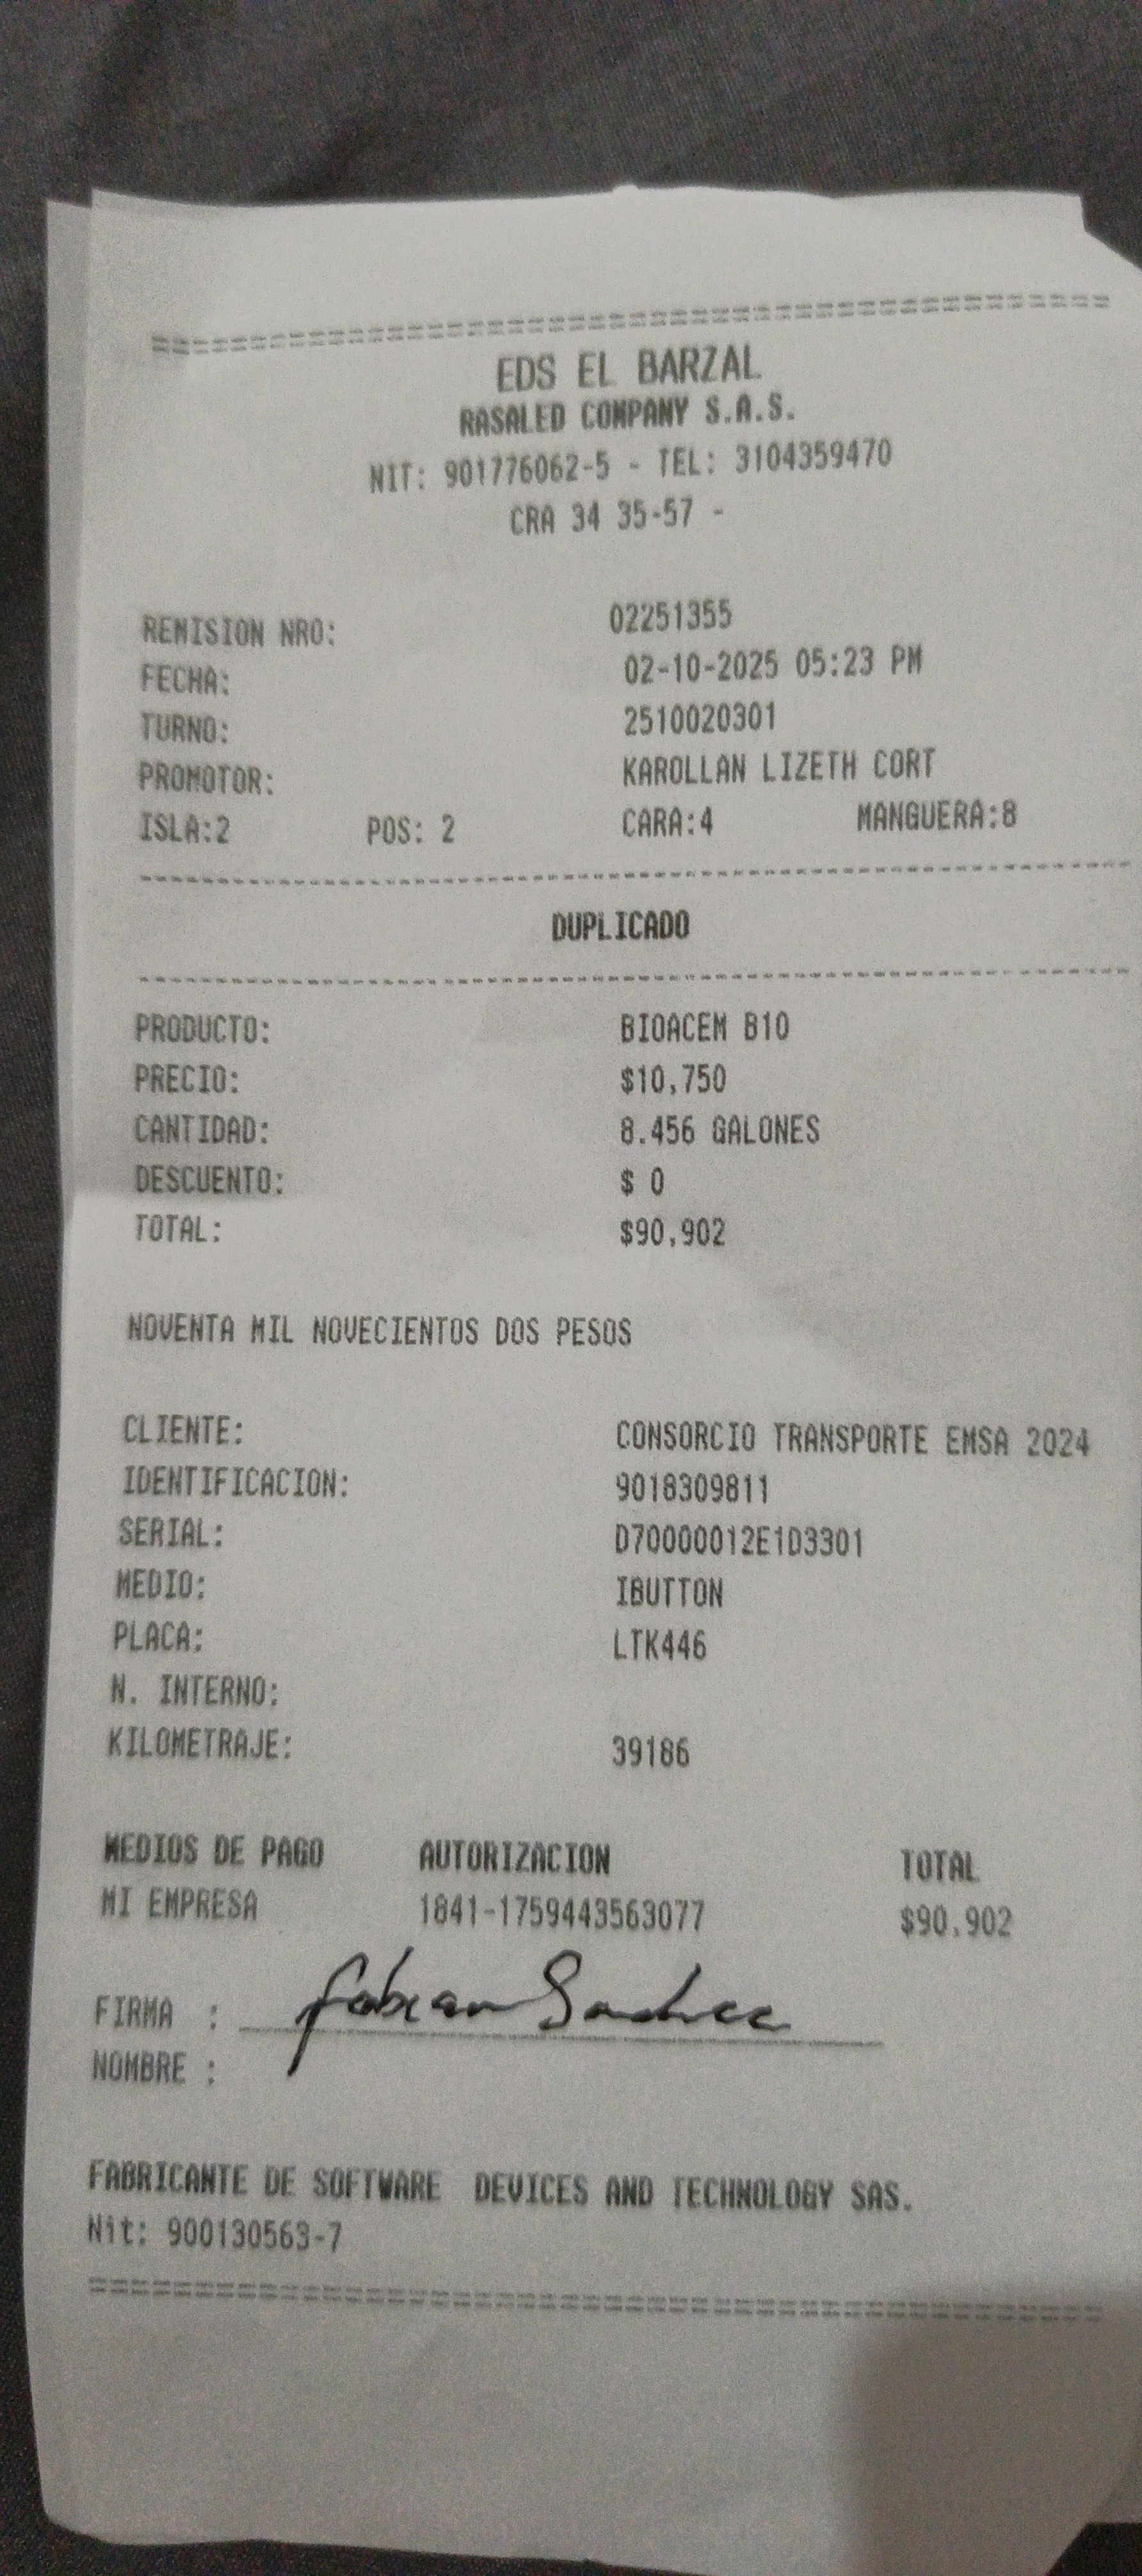 ================================================
EDS EL BARZAL
RASALED COMPANY S.A.S.
NIT: 901776062-5 - TEL: 3104359470
CRA 34 35-57 -
REMISION NRO: 02251355
FECHA: 02-10-2025 05:23 PM
TURNO: 2510020301
PROMOTOR: KAROLLAN LIZETH CORT
ISLA:2 POS: 2 CARA:4 MANGUERA:8
DUPLICADO
PRODUCTO: BIOACEM B10
PRECIO: $10,750
CANTIDAD: 8.456 GALONES
DESCUENTO: $ 0
TOTAL: $90,902
NOVENTA MIL NOVECIENTOS DOS PESOS
CLIENTE: CONSORCIO TRANSPORTE EMSA 2024
IDENTIFICACION: 9018309811
SERIAL: D70000012E1D3301
MEDIO: IBUTTON
PLACA: LTK446
N. INTERNO:
KILOMETRAJE: 39186
MEDIOS DE PAGO AUTORIZACION TOTAL
MI EMPRESA 1841-1759443563077 $90,902
FIRMA : Fabian Sanchez
NOMBRE :
FABRICANTE DE SOFTWARE DEVICES AND TECHNOLOGY SAS.
Nit: 900130563-7
================================================